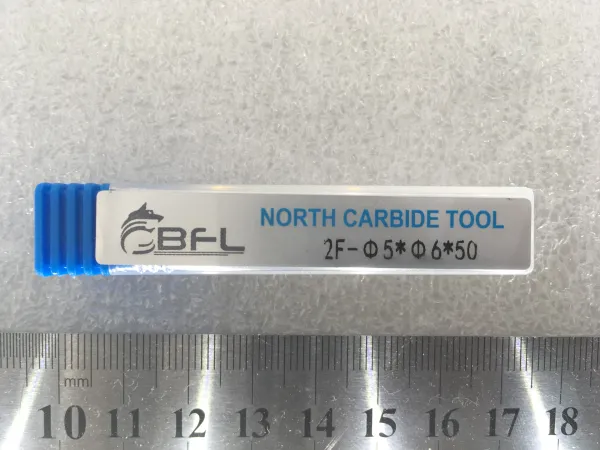 BFL
NORTH CARBIDE TOOL
2F-Φ5*Φ6*50
mm
10 11 12 13 14 15 16 17 18